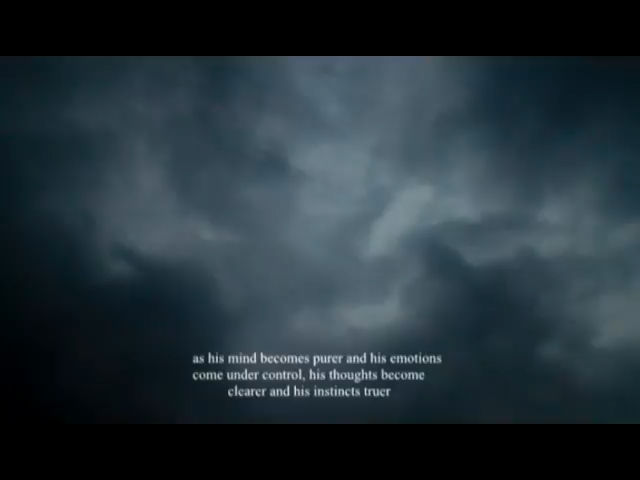 as his mind becomes purer and his emotions
come under control, his thoughts become
clearer and his instincts truer